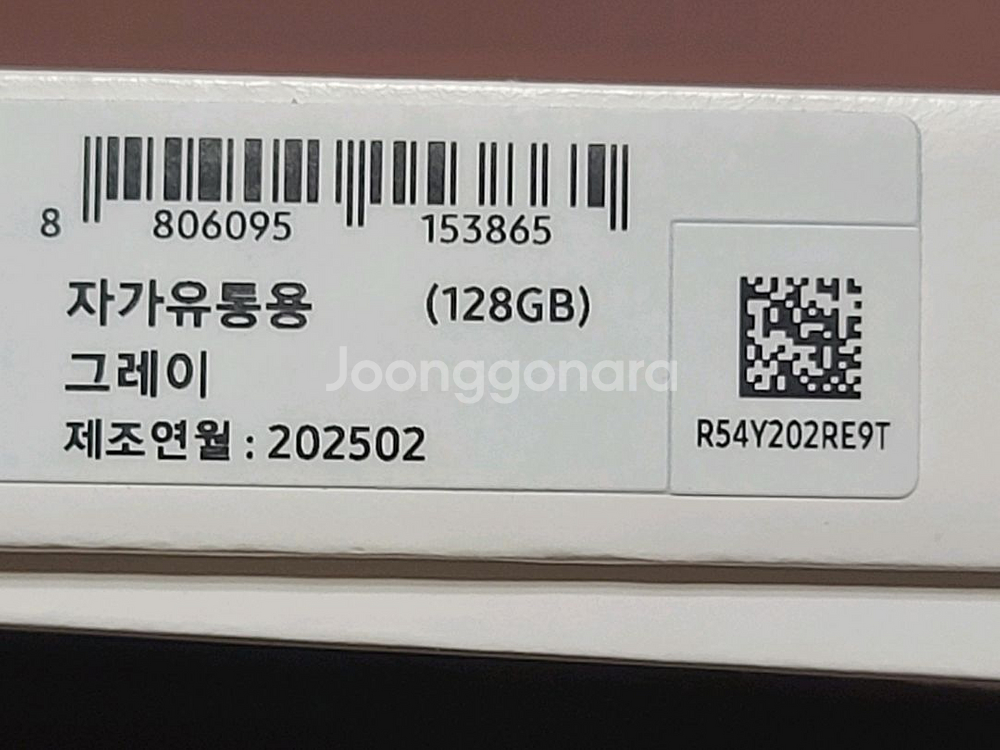 8 806095 153865
자가유통용 (128GB)
그레이
제조연월 : 202502
R54Y202RE9T
Joonggonara